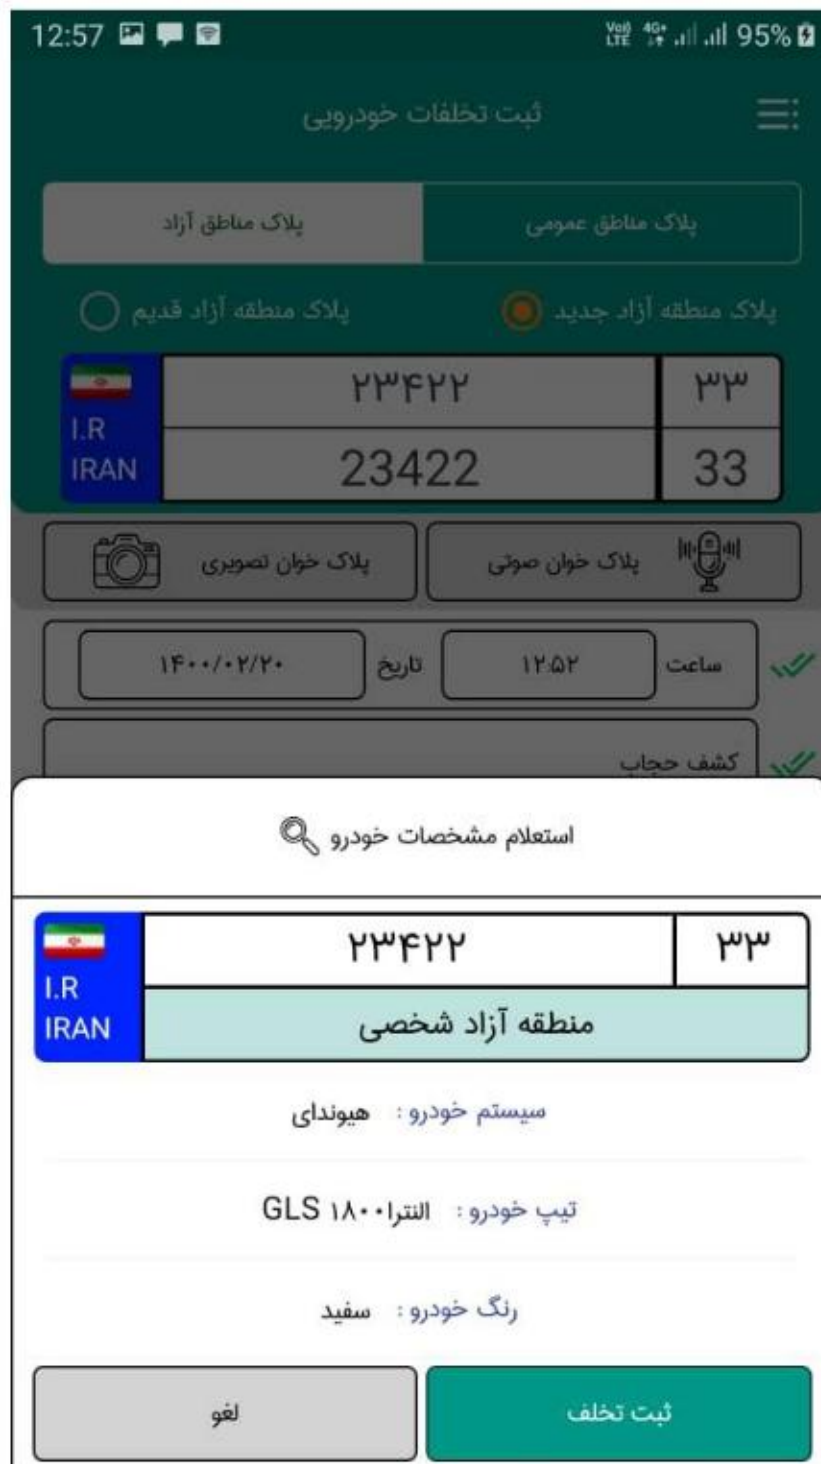 12:57 VoLTE 4G+ 95%
ثبت تخلفات خودرویی
پلاک مناطق عمومی پلاک مناطق آزاد
پلاک منطقه آزاد جدید پلاک منطقه آزاد قدیم
۲۳۴۲۲ ۳۳
I.R
IRAN
23422 33
پلاک خوان صوتی پلاک خوان تصویری
ساعت ۱۲:۵۲ تاریخ ۱۴۰۰/۰۲/۲۰
کشف حجاب
استعلام مشخصات خودرو
۲۳۴۲۲ ۳۳
I.R
IRAN
منطقه آزاد شخصی
سیستم خودرو : هیوندای
تیپ خودرو : النترا۱۸۰۰ GLS
رنگ خودرو : سفید
ثبت تخلف لغو